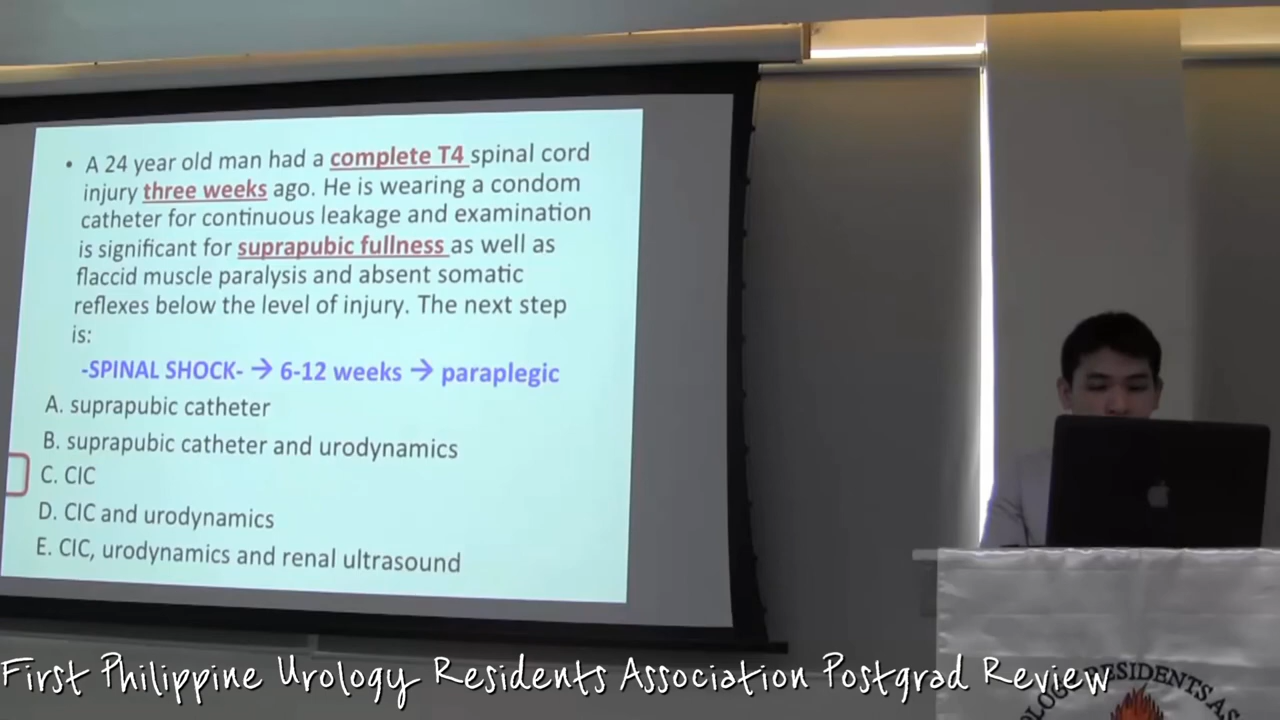 • A 24 year old man had a complete T4 spinal cord
injury three weeks ago. He is wearing a condom
catheter for continuous leakage and examination
is significant for suprapubic fullness as well as
flaccid muscle paralysis and absent somatic
reflexes below the level of injury. The next step
is:
-SPINAL SHOCK- → 6-12 weeks → paraplegic
A. suprapubic catheter
B. suprapubic catheter and urodynamics
C. CIC
D. CIC and urodynamics
E. CIC, urodynamics and renal ultrasound
First Philippine Urology Residents Association Postgrad Review
RESIDENTS